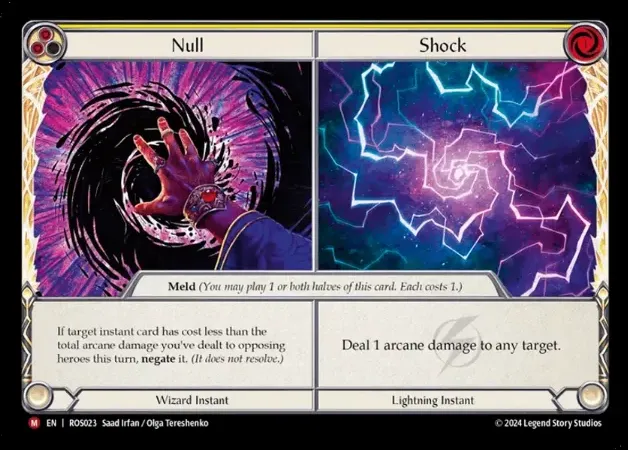 Null
Shock
Meld (You may play 1 or both halves of this card. Each costs 1.)
If target instant card has cost less than the
total arcane damage you've dealt to opposing
heroes this turn, negate it. (It does not resolve.)
Deal 1 arcane damage to any target.
Wizard Instant
Lightning Instant
M EN | ROS023 Saad Irfan / Olga Tereshenko
© 2024 Legend Story Studios